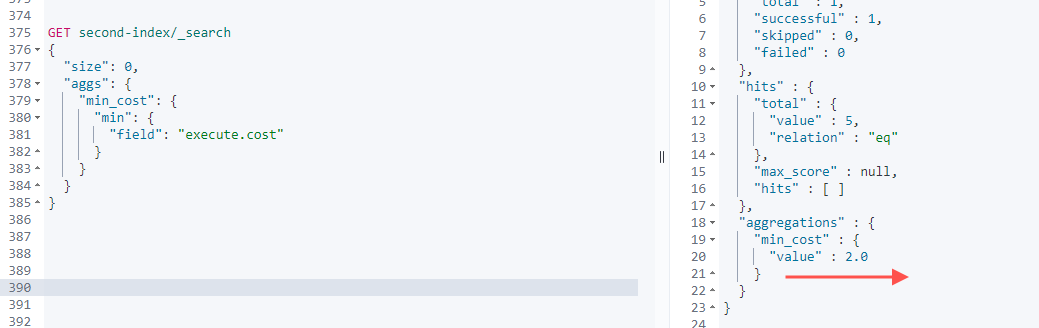 373
374
375 GET second-index/_search
376 {
377 "size": 0,
378 "aggs": {
379 "min_cost": {
380 "min": {
381 "field": "execute.cost"
382 }
383 }
384 }
385 }
386
387
388
389
390
391
392
5 "total" : 1,
6 "successful" : 1,
7 "skipped" : 0,
8 "failed" : 0
9 },
10 "hits" : {
11 "total" : {
12 "value" : 5,
13 "relation" : "eq"
14 },
15 "max_score" : null,
16 "hits" : [ ]
17 },
18 "aggregations" : {
19 "min_cost" : {
20 "value" : 2.0
21 }
22 }
23 }
24